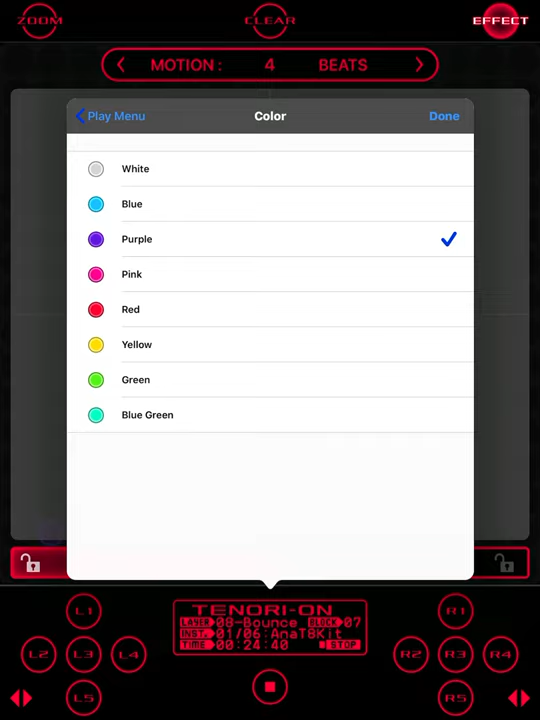 ZOOM CLEAR EFFECT
MOTION : 4 BEATS
Play Menu Color Done
White
Blue
Purple
Pink
Red
Yellow
Green
Blue Green
L1 TENORI-ON R1
LAYER 08-Bounce BLOCK 07
L2 L3 L4 INST. 01/06:AnaTBKit R2 R3 R4
TIME 00:24:40 STOP
L5 R5